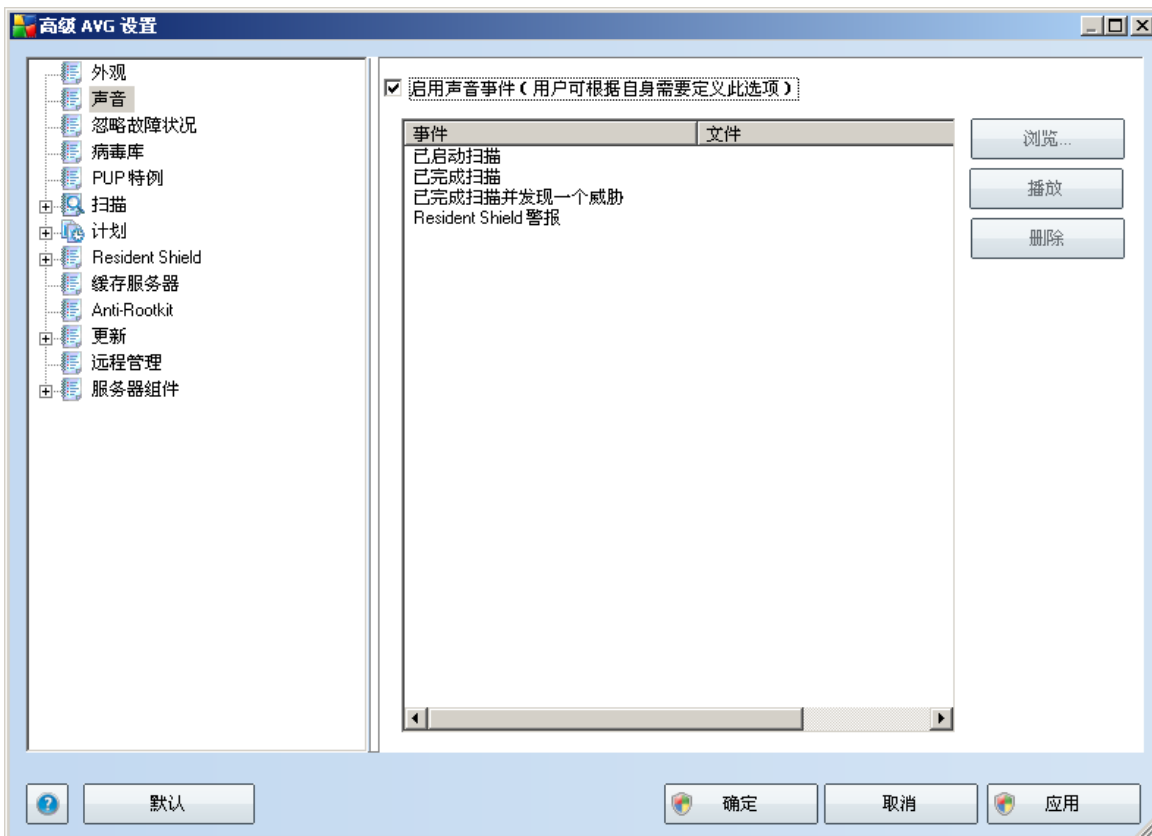 高级 AVG 设置
外观
声音
忽略故障状况
病毒库
PUP 特例
扫描
计划
Resident Shield
缓存服务器
Anti-Rootkit
更新
远程管理
服务器组件
启用声音事件(用户可根据自身需要定义此选项)
事件 文件
已启动扫描
已完成扫描
已完成扫描并发现一个威胁
Resident Shield 警报
浏览...
播放
删除
默认 确定 取消 应用